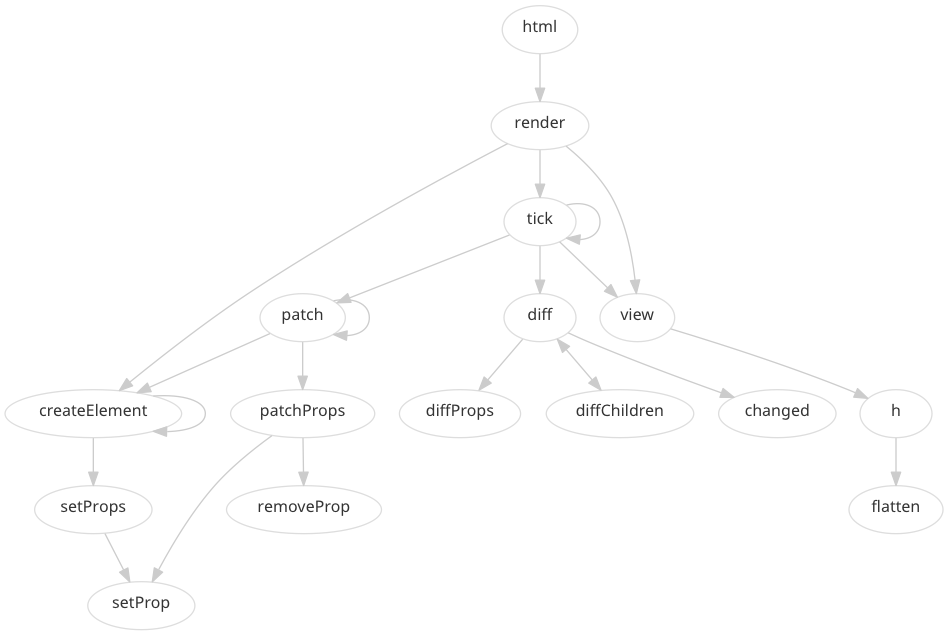 html
render
tick
patch
diff
view
createElement
patchProps
diffProps
diffChildren
changed
h
setProps
removeProp
flatten
setProp